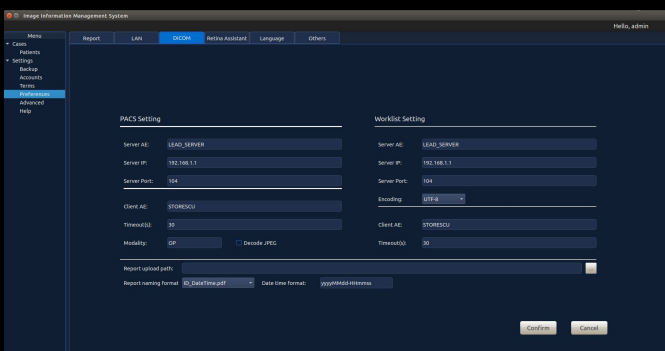 Image Information Management System
Hello, admin
Menu
Cases
Patients
Settings
Backup
Accounts
Terms
Preferences
Advanced
Help
Report LAN DICOM Retina Assistant Language Others
PACS Setting
Server AE: LEAD_SERVER
Server IP: 192.168.1.1
Server Port: 104
Client AE: STORESCU
Timeout(s): 30
Modality: OP Decode JPEG
Worklist Setting
Server AE: LEAD_SERVER
Server IP: 192.168.1.1
Server Port: 104
Encoding: UTF-8
Client AE: STORESCU
Timeout(s): 30
Report upload path: ...
Report naming format ID_DateTime.pdf Date time format: yyyyMMdd-HHmmss
Confirm Cancel